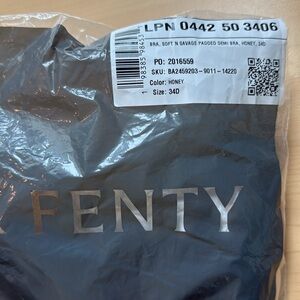 LPN 0442 50 3406
BRA, SOFT N SAVAGE PADDED SEMI BRA, HONEY, 34D
PO: 2016559
SKU: BA2459203-9011-14220
Color: HONEY
Size: 34D
FENTY